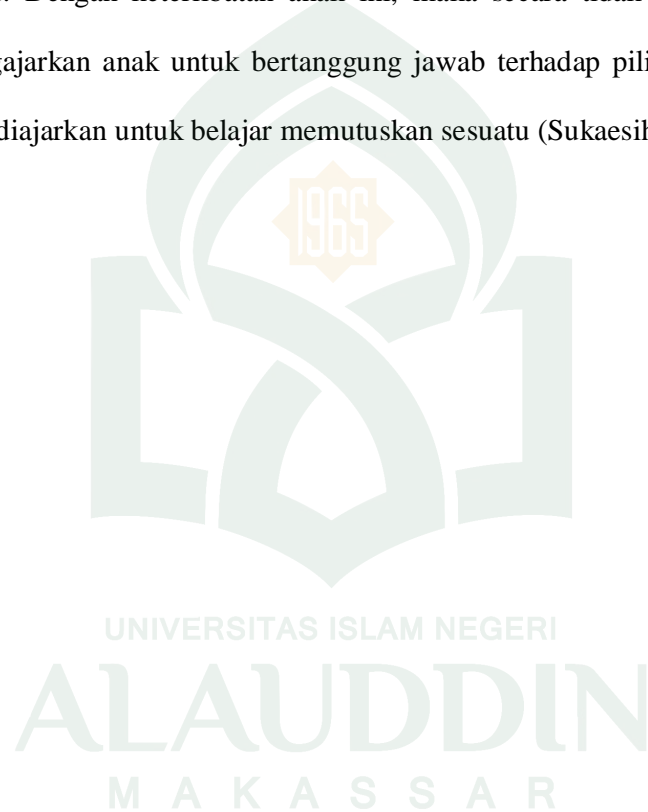 Dengan keterlibatan anak ini, maka secara tidak
gajarkan anak untuk bertanggung jawab terhadap pili
diajarkan untuk belajar memutuskan sesuatu (Sukaesih
1965
UNIVERSITAS ISLAM NEGERI
ALAUDDIN
MAKASSAR